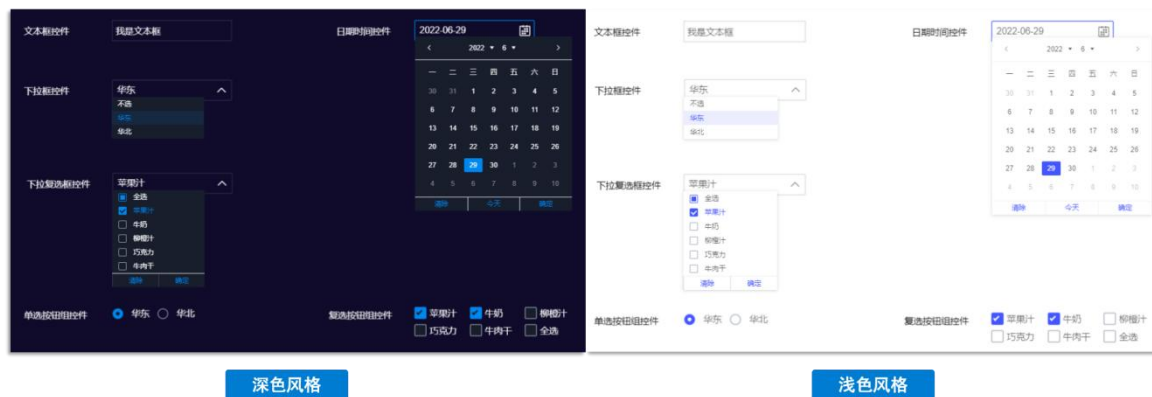 文本框控件 我是文本框 日期时间控件 2022-06-29
2022 6
一 二 三 四 五 六 日
30 31 1 2 3 4 5
6 7 8 9 10 11 12
13 14 15 16 17 18 19
20 21 22 23 24 25 26
27 28 29 30 1 2 3
4 5 6 7 8 9 10
清除 今天 确定
下拉框控件 华东
不选
华东
华北
下拉复选框控件 苹果汁
全选
苹果汁
牛奶
柳橙汁
巧克力
牛肉干
清除 确定
单选按钮组控件 华东 华北 复选按钮组控件 苹果汁 牛奶 柳橙汁
巧克力 牛肉干 全选
深色风格
文本框控件 我是文本框 日期时间控件 2022-06-29
2022 6
一 二 三 四 五 六 日
30 31 1 2 3 4 5
6 7 8 9 10 11 12
13 14 15 16 17 18 19
20 21 22 23 24 25 26
27 28 29 30 1 2 3
4 5 6 7 8 9 10
清除 今天 确定
下拉框控件 华东
不选
华东
华北
下拉复选框控件 苹果汁
全选
苹果汁
牛奶
柳橙汁
巧克力
牛肉干
清除 确定
单选按钮组控件 华东 华北 复选按钮组控件 苹果汁 牛奶 柳橙汁
巧克力 牛肉干 全选
浅色风格